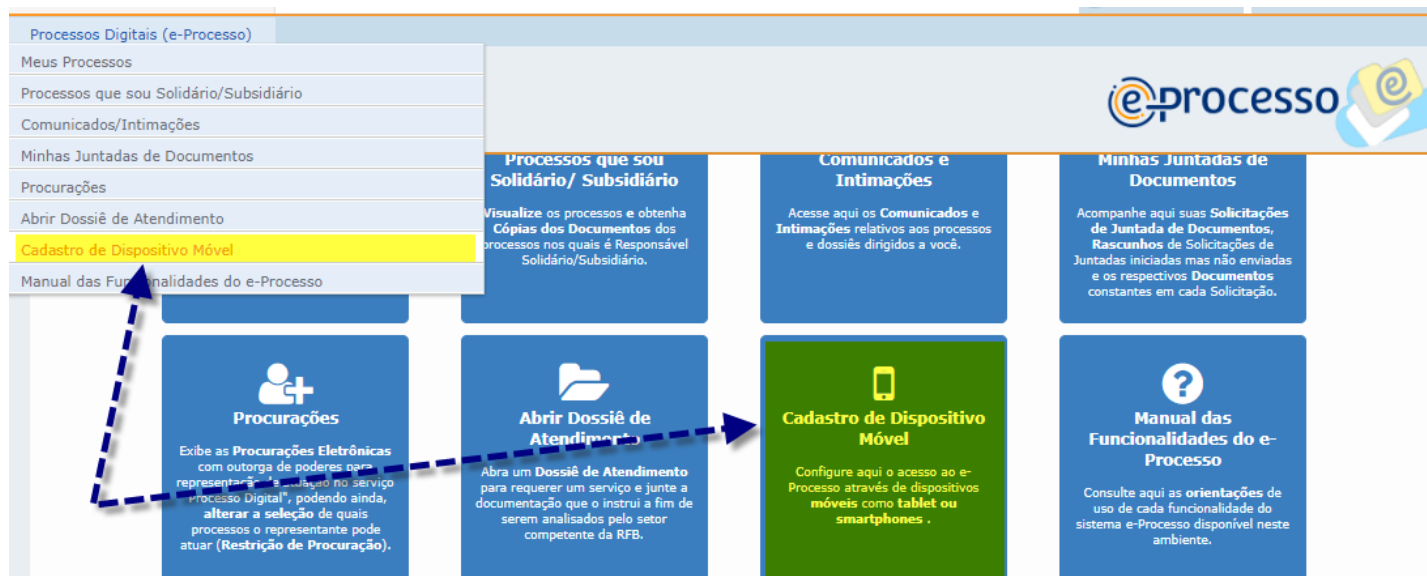 Processos Digitais (e-Processo)
Meus Processos
Processos que sou Solidário/Subsidiário
Comunicados/Intimações
Minhas Juntadas de Documentos
Procurações
Abrir Dossiê de Atendimento
Cadastro de Dispositivo Móvel
Manual das Funcionalidades do e-Processo
e-processo
Processos que sou
Solidário/ Subsidiário
Visualize os processos e obtenha
Cópias dos Documentos dos
processos nos quais é Responsável
Solidário/Subsidiário.
Comunicados e
Intimações
Acesse aqui os Comunicados e
Intimações relativos aos processos
e dossiês dirigidos a você.
Minhas Juntadas de
Documentos
Acompanhe aqui suas Solicitações
de Juntada de Documentos,
Rascunhos de Solicitações de
Juntadas iniciadas mas não enviadas
e os respectivos Documentos
constantes em cada Solicitação.
Procurações
Exibe as Procurações Eletrônicas
com outorga de poderes para
representação de atuação no serviço
"Processo Digital", podendo ainda,
alterar a seleção de quais
processos o representante pode
atuar (Restrição de Procuração).
Abrir Dossiê de
Atendimento
Abra um Dossiê de Atendimento
para requerer um serviço e junte a
documentação que o instrui a fim de
serem analisados pelo setor
competente da RFB.
Cadastro de Dispositivo
Móvel
Configure aqui o acesso ao e-
Processo através de dispositivos
móveis como tablet ou
smartphones .
Manual das
Funcionalidades do e-
Processo
Consulte aqui as orientações de
uso de cada funcionalidade do
sistema e-Processo disponível neste
ambiente.